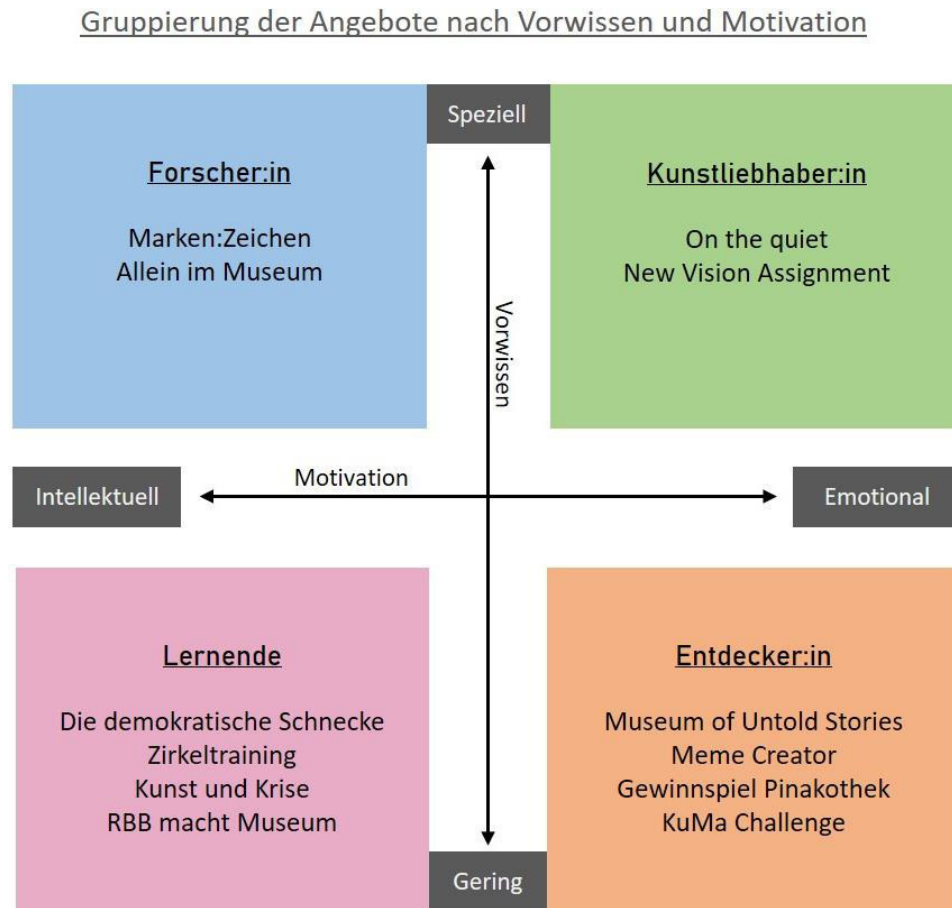 Gruppierung der Angebote nach Vorwissen und Motivation
Speziell
Forscher:in
Marken:Zeichen
Allein im Museum
Kunstliebhaber:in
On the quiet
New Vision Assignment
Vorwissen
Intellektuell
Motivation
Emotional
Lernende
Die demokratische Schnecke
Zirkeltraining
Kunst und Krise
RBB macht Museum
Entdecker:in
Museum of Untold Stories
Meme Creator
Gewinnspiel Pinakothek
KuMa Challenge
Gering